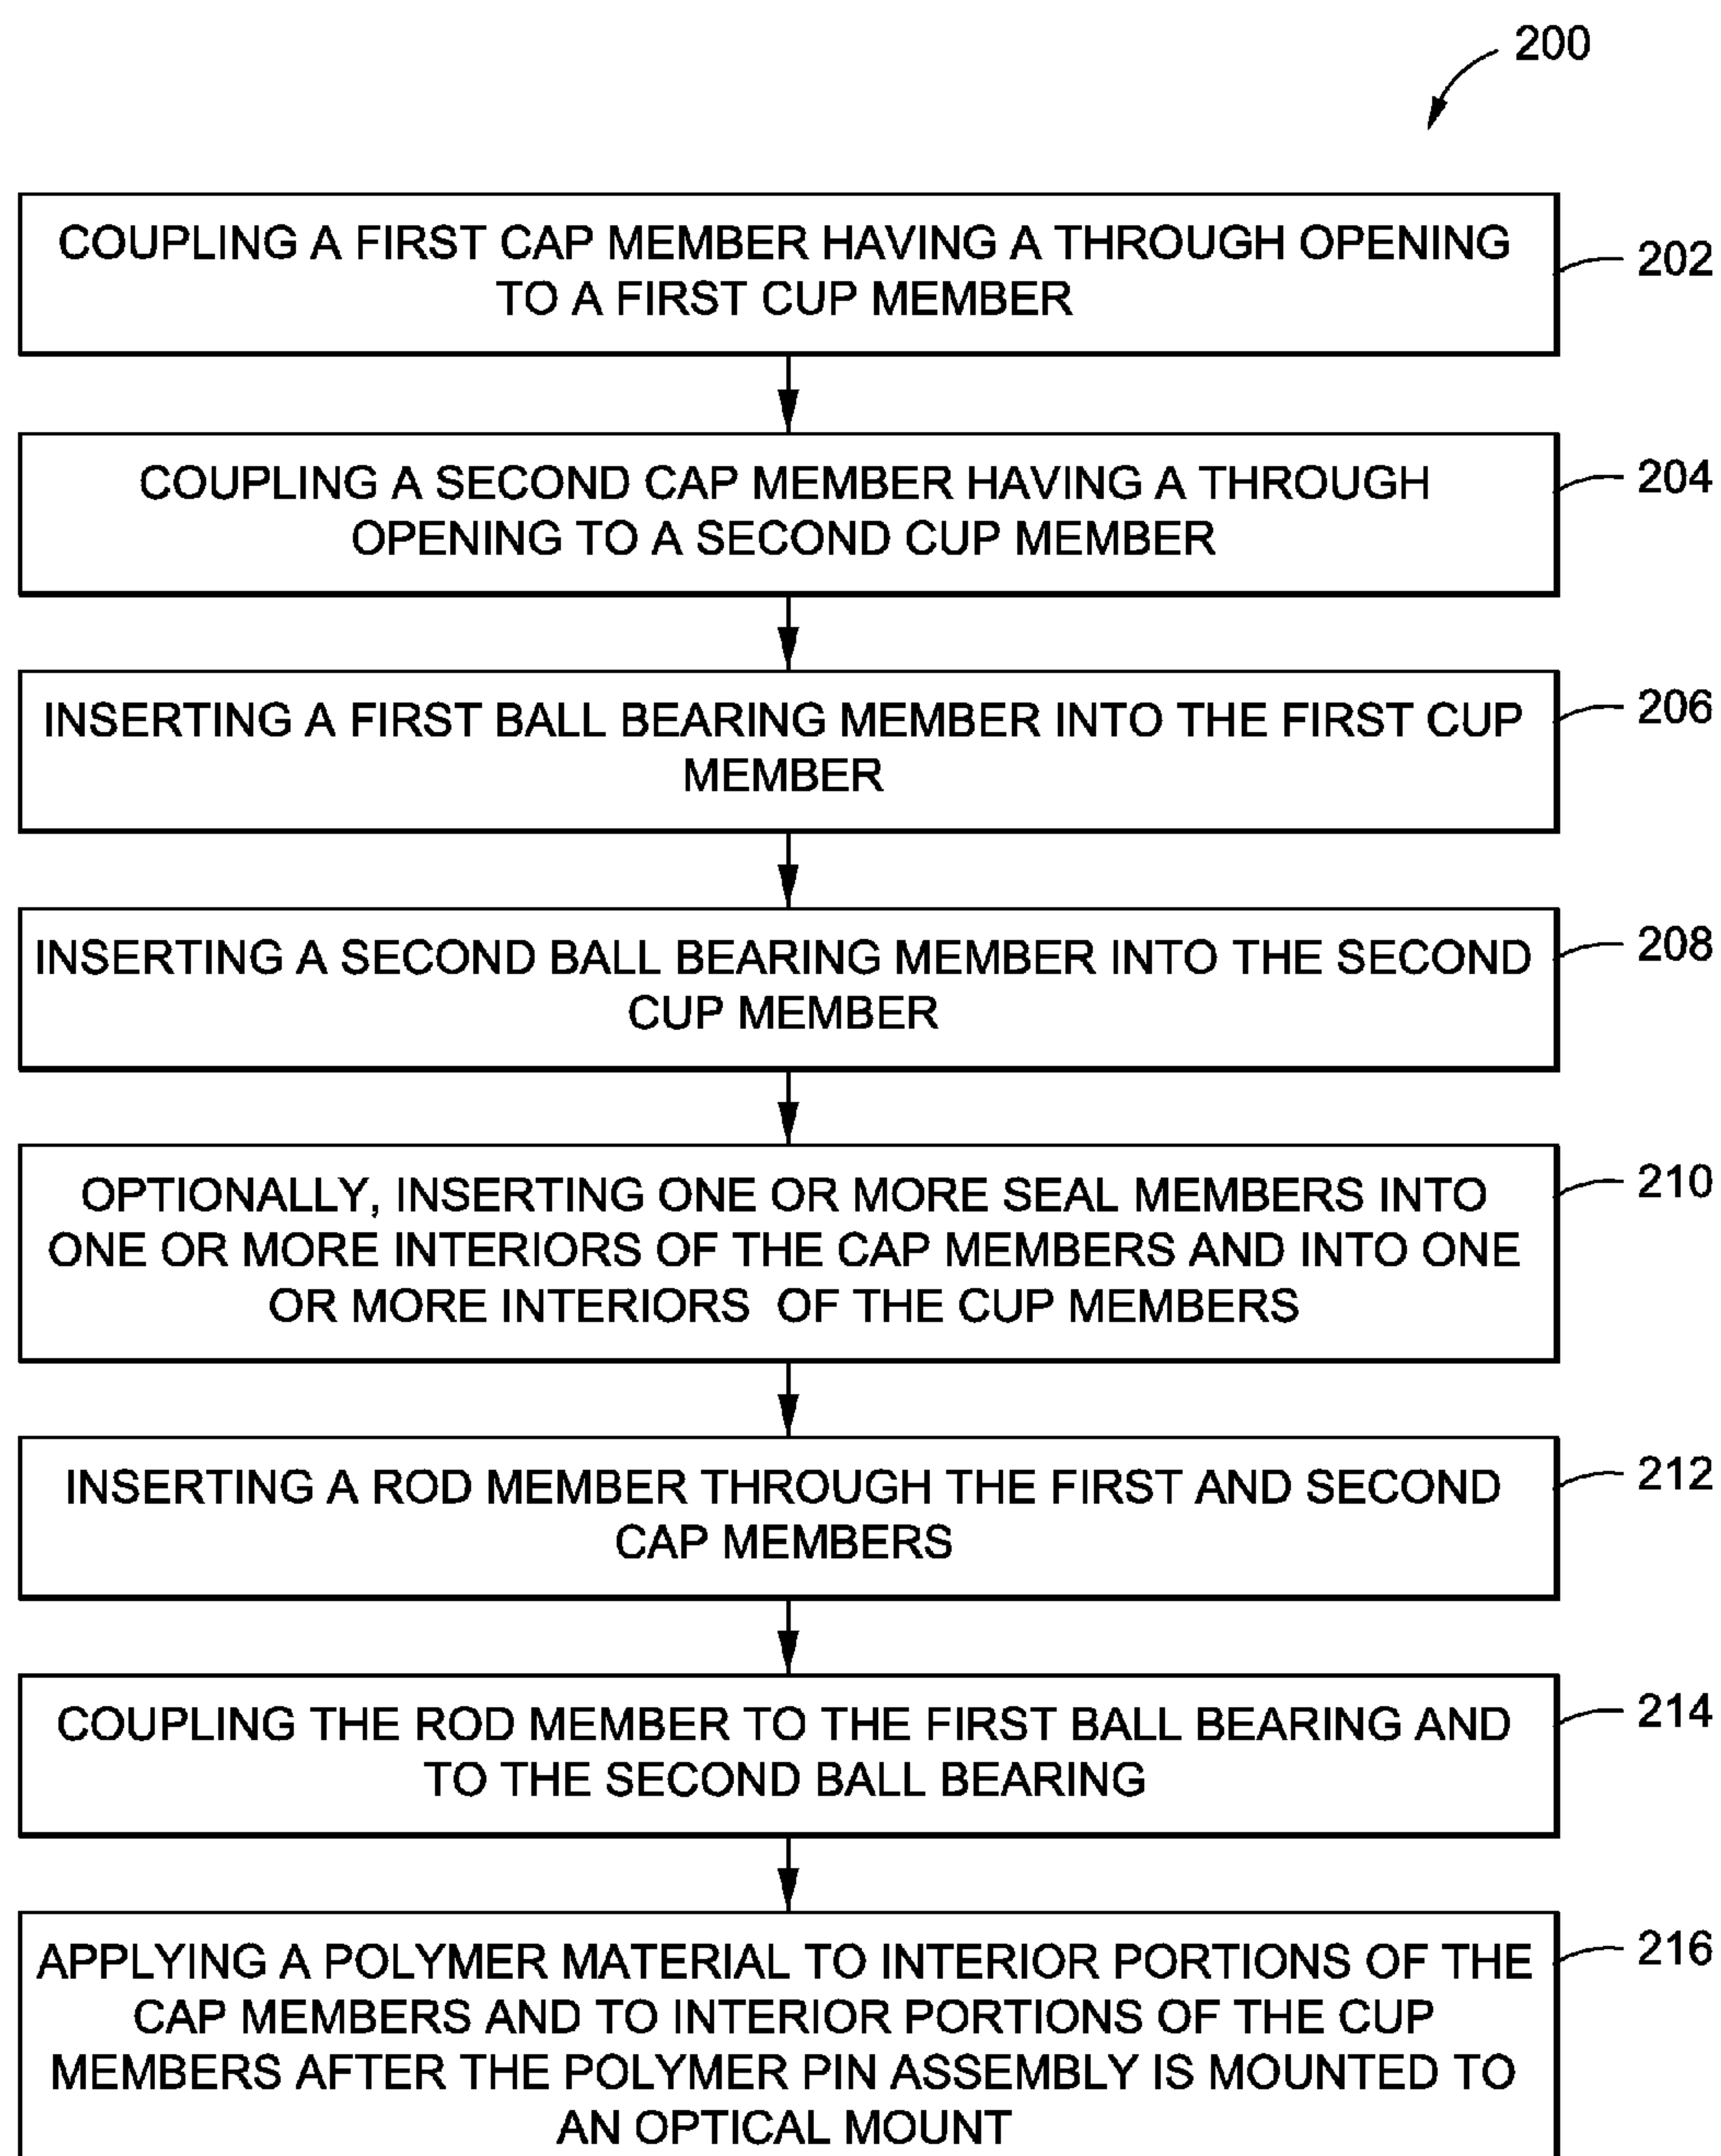 200
COUPLING A FIRST CAP MEMBER HAVING A THROUGH OPENING
TO A FIRST CUP MEMBER
202
COUPLING A SECOND CAP MEMBER HAVING A THROUGH
OPENING TO A SECOND CUP MEMBER
204
INSERTING A FIRST BALL BEARING MEMBER INTO THE FIRST CUP
MEMBER
206
INSERTING A SECOND BALL BEARING MEMBER INTO THE SECOND
CUP MEMBER
208
OPTIONALLY, INSERTING ONE OR MORE SEAL MEMBERS INTO
ONE OR MORE INTERIORS OF THE CAP MEMBERS AND INTO ONE
OR MORE INTERIORS OF THE CUP MEMBERS
210
INSERTING A ROD MEMBER THROUGH THE FIRST AND SECOND
CAP MEMBERS
212
COUPLING THE ROD MEMBER TO THE FIRST BALL BEARING AND
TO THE SECOND BALL BEARING
214
APPLYING A POLYMER MATERIAL TO INTERIOR PORTIONS OF THE
CAP MEMBERS AND TO INTERIOR PORTIONS OF THE CUP
MEMBERS AFTER THE POLYMER PIN ASSEMBLY IS MOUNTED TO
AN OPTICAL MOUNT
216